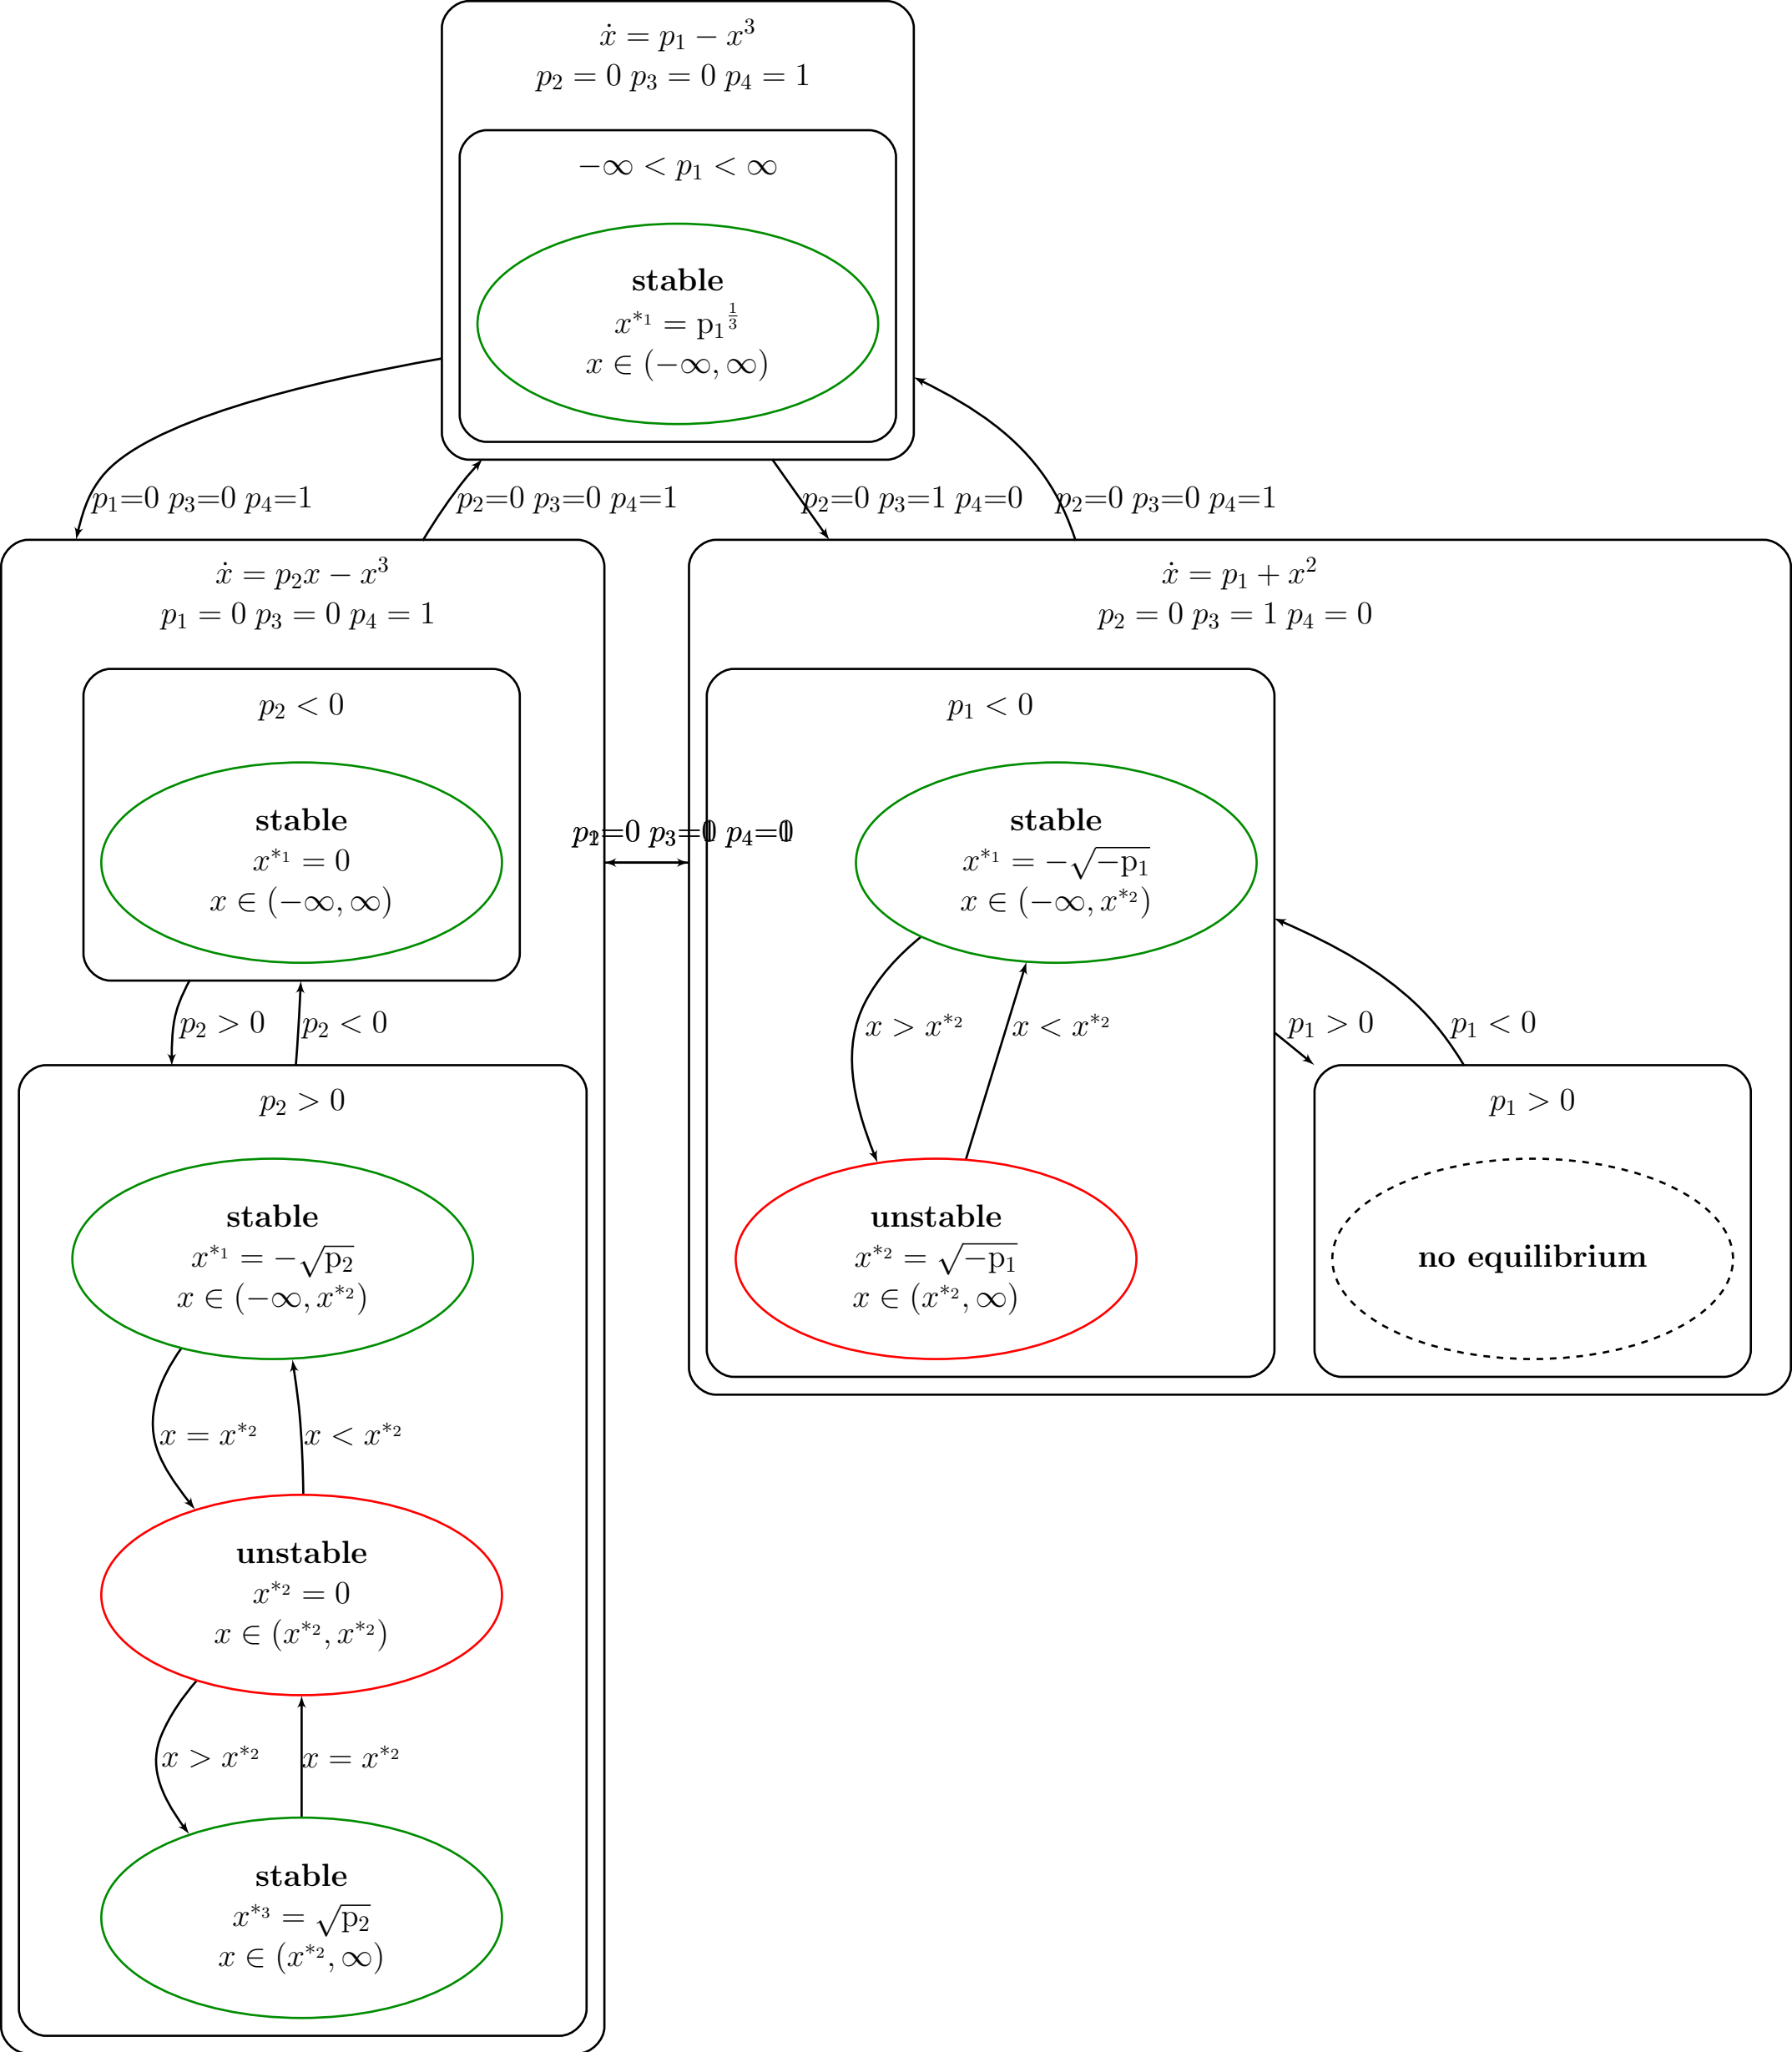 ẋ = p₁ − x³
p₂ = 0 p₃ = 0 p₄ = 1
−∞ < p₁ < ∞
stable
x*¹ = p₁^(1/3)
x ∈ (−∞, ∞)
p₁=0 p₃=0 p₄=1
p₂=0 p₃=0 p₄=1
p₂=0 p₃=1 p₄=0
p₂=0 p₃=0 p₄=1
ẋ = p₂x − x³
p₁ = 0 p₃ = 0 p₄ = 1
p₂ < 0
stable
x*¹ = 0
x ∈ (−∞, ∞)
p₂ > 0
p₂ < 0
p₂ > 0
stable
x*¹ = −√p₂
x ∈ (−∞, x*²)
x = x*²
x < x*²
unstable
x*² = 0
x ∈ (x*², x*²)
x > x*²
x = x*²
stable
x*³ = √p₂
x ∈ (x*², ∞)
ẋ = p₁ + x²
p₂ = 0 p₃ = 1 p₄ = 0
p₁ < 0
stable
x*¹ = −√−p₁
x ∈ (−∞, x*²)
x > x*²
x < x*²
unstable
x*² = √−p₁
x ∈ (x*², ∞)
p₁ > 0
p₁ < 0
p₁ > 0
no equilibrium